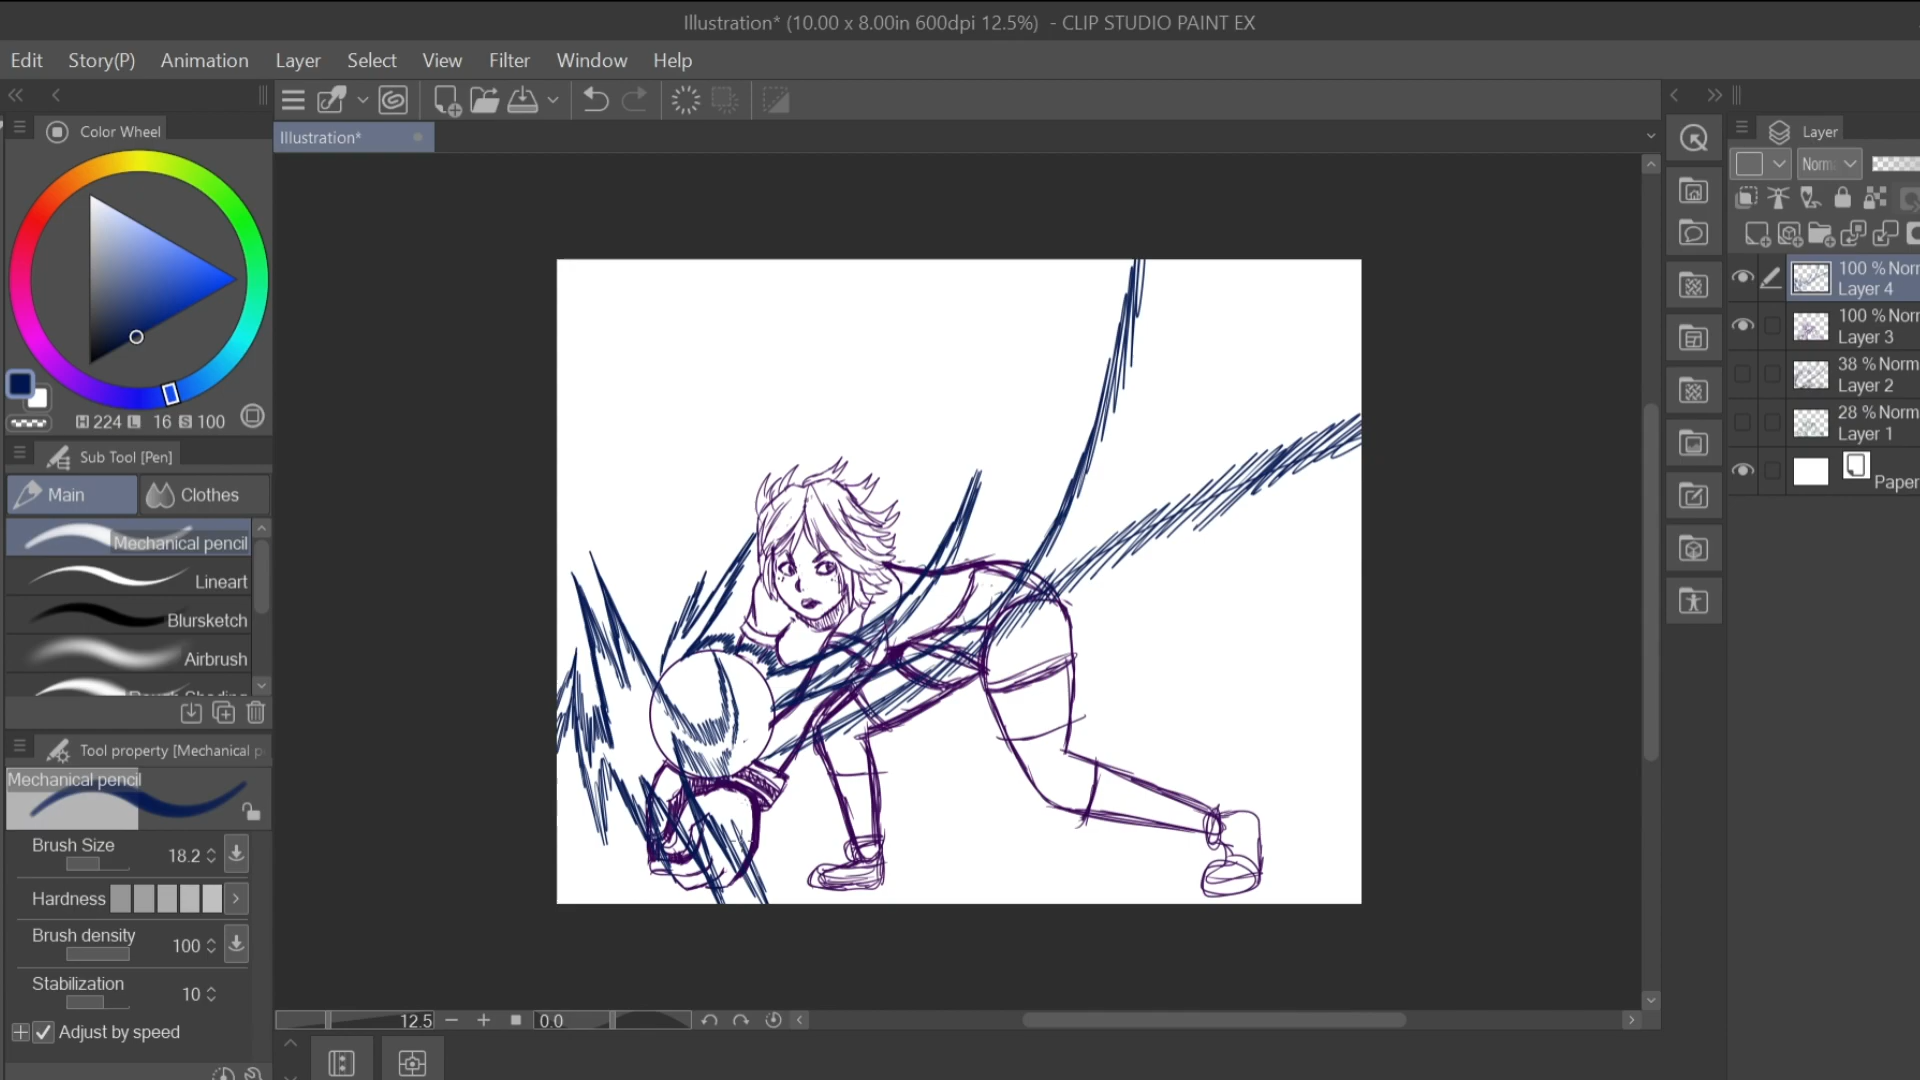 Illustration* (10.00 x 8.00in 600dpi 12.5%) - CLIP STUDIO PAINT EX
Edit Story(P) Animation Layer Select View Filter Window Help
Color Wheel
Illustration*
H 224 L 16 S 100
Sub Tool [Pen]
Main Clothes
Mechanical pencil
Lineart
Blursketch
Airbrush
Tool property [Mechanical p
Mechanical pencil
Brush Size 18.2
Hardness
Brush density 100
Stabilization 10
Adjust by speed
12.5 0.0
Layer
Norm
100 % Norm
Layer 4
100 % Norm
Layer 3
38 % Norm
Layer 2
28 % Norm
Layer 1
Paper